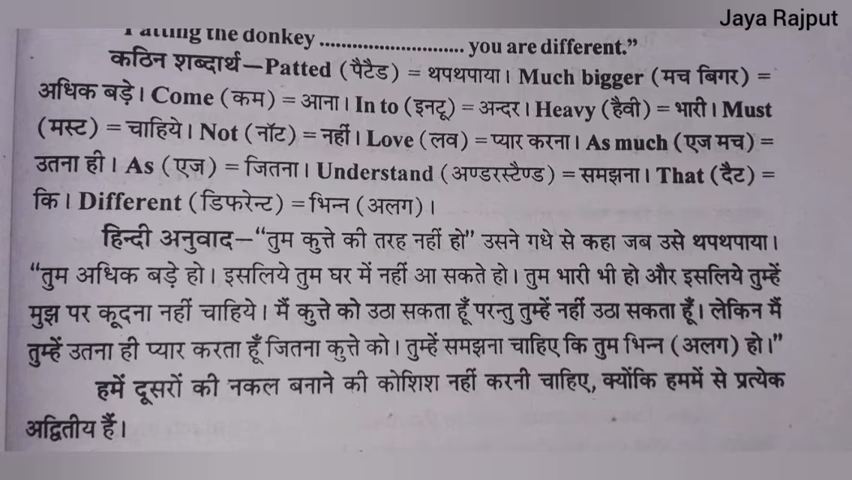 Jaya Rajput
Patting the donkey ............................ you are different."
कठिन शब्दार्थ—Patted (पैटैड) = थपथपाया। Much bigger (मच बिगर) =
अधिक बड़े। Come (कम) = आना। In to (इनटू) = अन्दर। Heavy (हैवी) = भारी। Must
(मस्ट) = चाहिये। Not (नॉट) = नहीं। Love (लव) = प्यार करना। As much (एज मच) =
उतना ही। As (एज) = जितना। Understand (अण्डरस्टैण्ड) = समझना। That (दैट) =
कि। Different (डिफरेन्ट) = भिन्न (अलग)।
हिन्दी अनुवाद—"तुम कुत्ते की तरह नहीं हो" उसने गधे से कहा जब उसे थपथपाया।
"तुम अधिक बड़े हो। इसलिये तुम घर में नहीं आ सकते हो। तुम भारी भी हो और इसलिये तुम्हें
मुझ पर कूदना नहीं चाहिये। मैं कुत्ते को उठा सकता हूँ परन्तु तुम्हें नहीं उठा सकता हूँ। लेकिन मैं
तुम्हें उतना ही प्यार करता हूँ जितना कुत्ते को। तुम्हें समझना चाहिए कि तुम भिन्न (अलग) हो।"
हमें दूसरों की नकल बनाने की कोशिश नहीं करनी चाहिए, क्योंकि हममें से प्रत्येक
अद्वितीय हैं।